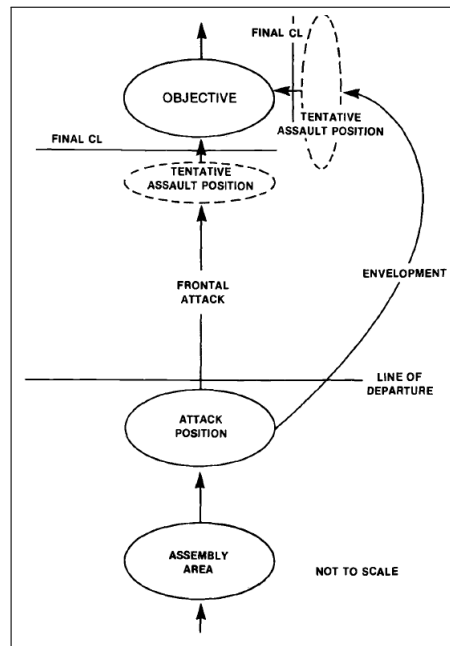 FINAL CL
OBJECTIVE
TENTATIVE
ASSAULT POSITION
FINAL CL
TENTATIVE
ASSAULT POSITION
ENVELOPMENT
FRONTAL
ATTACK
LINE OF
DEPARTURE
ATTACK
POSITION
ASSEMBLY
AREA
NOT TO SCALE